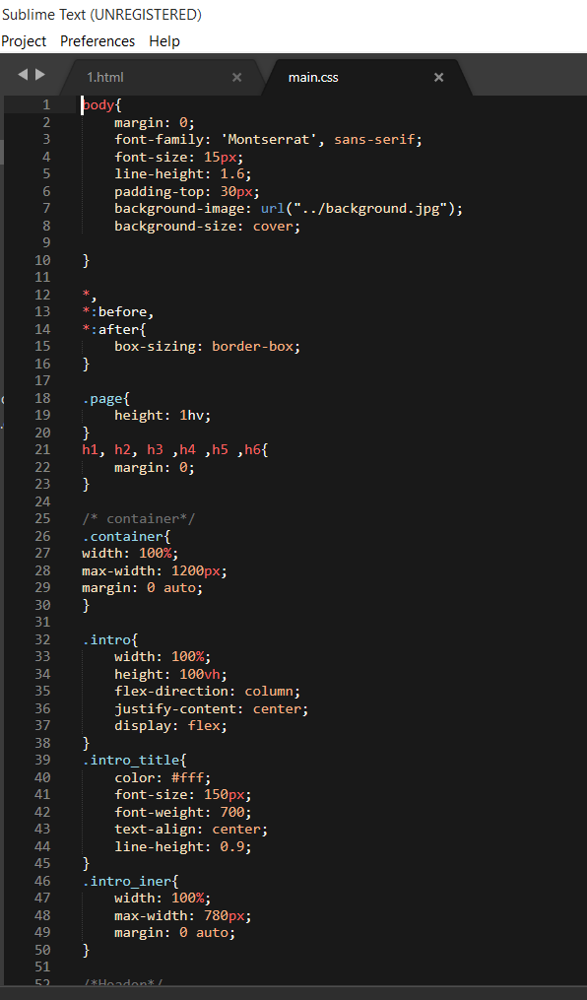 Sublime Text (UNREGISTERED)
Project Preferences Help
1.html × main.css ×
1 body{
2 margin: 0;
3 font-family: 'Montserrat', sans-serif;
4 font-size: 15px;
5 line-height: 1.6;
6 padding-top: 30px;
7 background-image: url("../background.jpg");
8 background-size: cover;
9
10 }
11
12 *,
13 *:before,
14 *:after{
15 box-sizing: border-box;
16 }
17
18 .page{
19 height: 1hv;
20 }
21 h1, h2, h3 ,h4 ,h5 ,h6{
22 margin: 0;
23 }
24
25 /* container*/
26 .container{
27 width: 100%;
28 max-width: 1200px;
29 margin: 0 auto;
30 }
31
32 .intro{
33 width: 100%;
34 height: 100vh;
35 flex-direction: column;
36 justify-content: center;
37 display: flex;
38 }
39 .intro_title{
40 color: #fff;
41 font-size: 150px;
42 font-weight: 700;
43 text-align: center;
44 line-height: 0.9;
45 }
46 .intro_iner{
47 width: 100%;
48 max-width: 780px;
49 margin: 0 auto;
50 }
51
52 /*Header*/